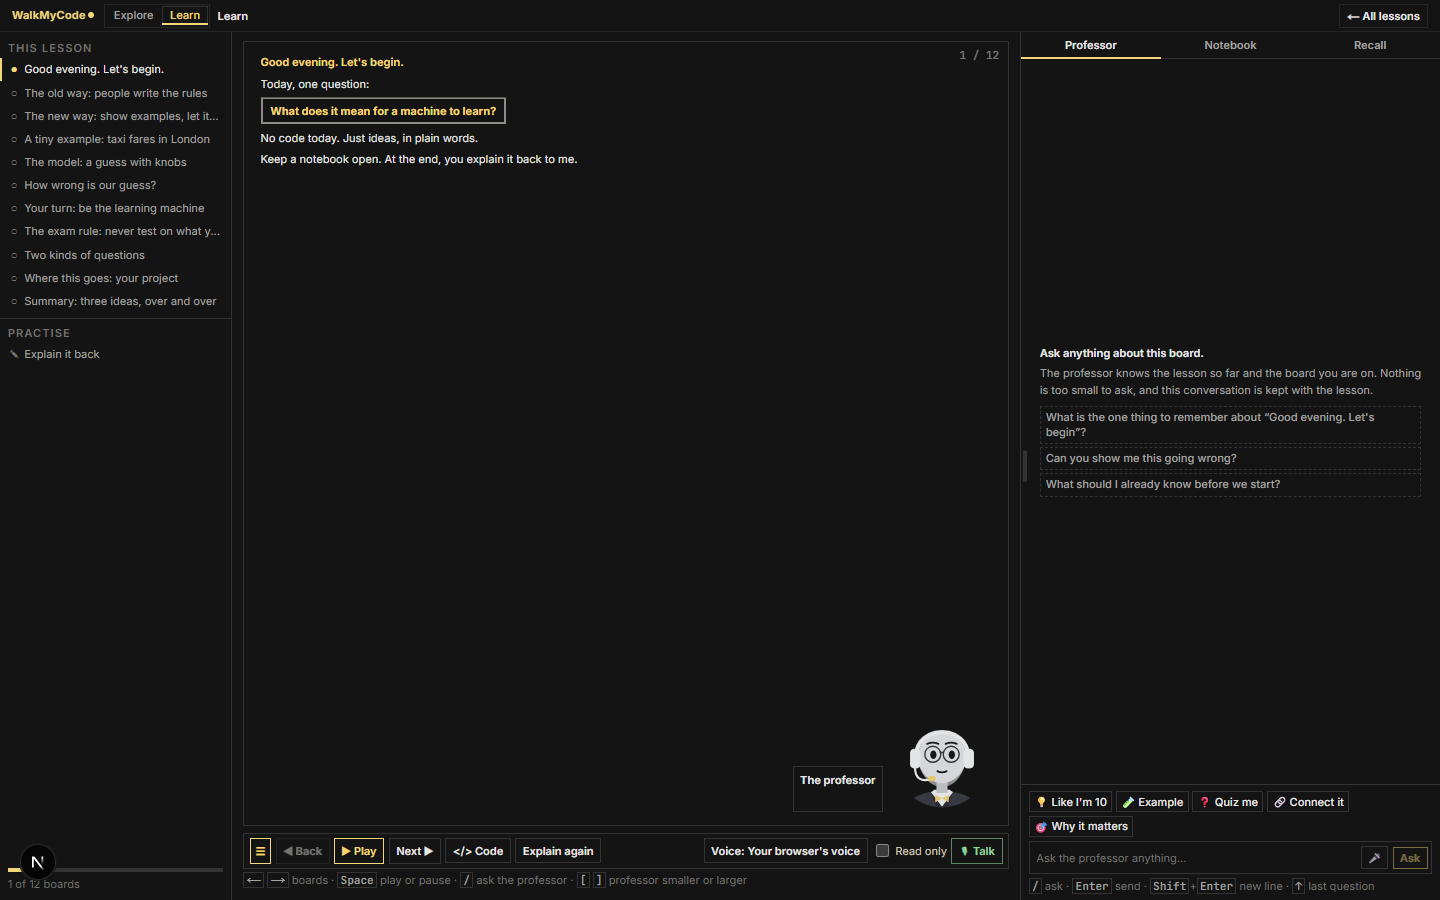 WalkMyCode
Explore
Learn
Learn
← All lessons
THIS LESSON
Good evening. Let's begin.
The old way: people write the rules
The new way: show examples, let it...
A tiny example: taxi fares in London
The model: a guess with knobs
How wrong is our guess?
Your turn: be the learning machine
The exam rule: never test on what y...
Two kinds of questions
Where this goes: your project
Summary: three ideas, over and over
PRACTISE
Explain it back
N
1 of 12 boards
1 / 12
Good evening. Let's begin.
Today, one question:
What does it mean for a machine to learn?
No code today. Just ideas, in plain words.
Keep a notebook open. At the end, you explain it back to me.
The professor
☰ ◀ Back ▶ Play Next ▶ </> Code Explain again Voice: Your browser's voice Read only Talk
← → boards · Space play or pause · / ask the professor · [ ] professor smaller or larger
Professor Notebook Recall
Ask anything about this board.
The professor knows the lesson so far and the board you are on. Nothing
is too small to ask, and this conversation is kept with the lesson.
What is the one thing to remember about “Good evening. Let's
begin”?
Can you show me this going wrong?
What should I already know before we start?
Like I'm 10 Example ❓ Quiz me Connect it
Why it matters
Ask the professor anything... Ask
/ ask · Enter send · Shift + Enter new line · ↑ last question